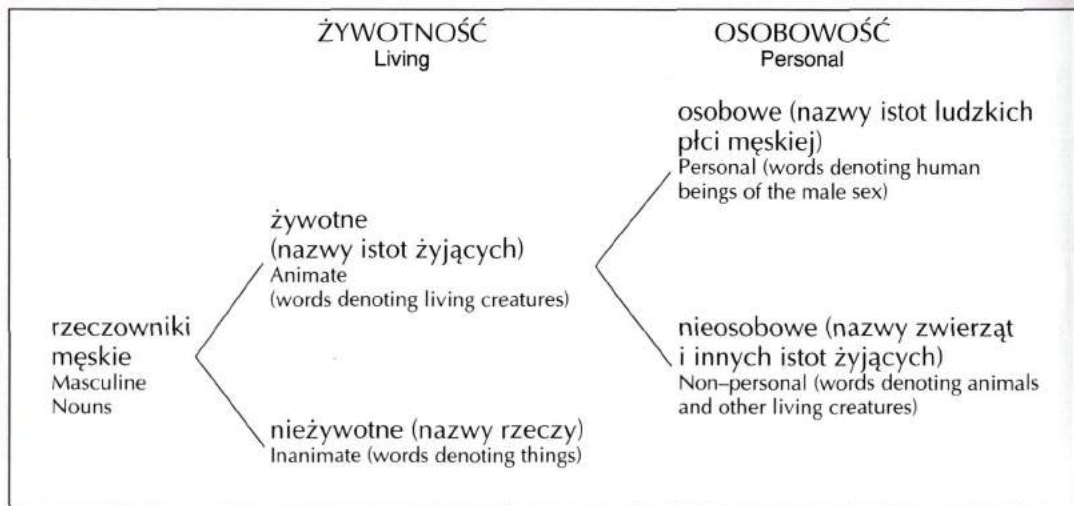 ŻYWOTNOŚĆ
Living
OSOBOWOŚĆ
Personal
osobowe (nazwy istot ludzkich
płci męskiej)
Personal (words denoting human
beings of the male sex)
żywotne
(nazwy istot żyjących)
Animate
(words denoting living creatures)
rzeczowniki
męskie
Masculine
Nouns
nieosobowe (nazwy zwierząt
i innych istot żyjących)
Non–personal (words denoting animals
and other living creatures)
nieżywotne (nazwy rzeczy)
Inanimate (words denoting things)